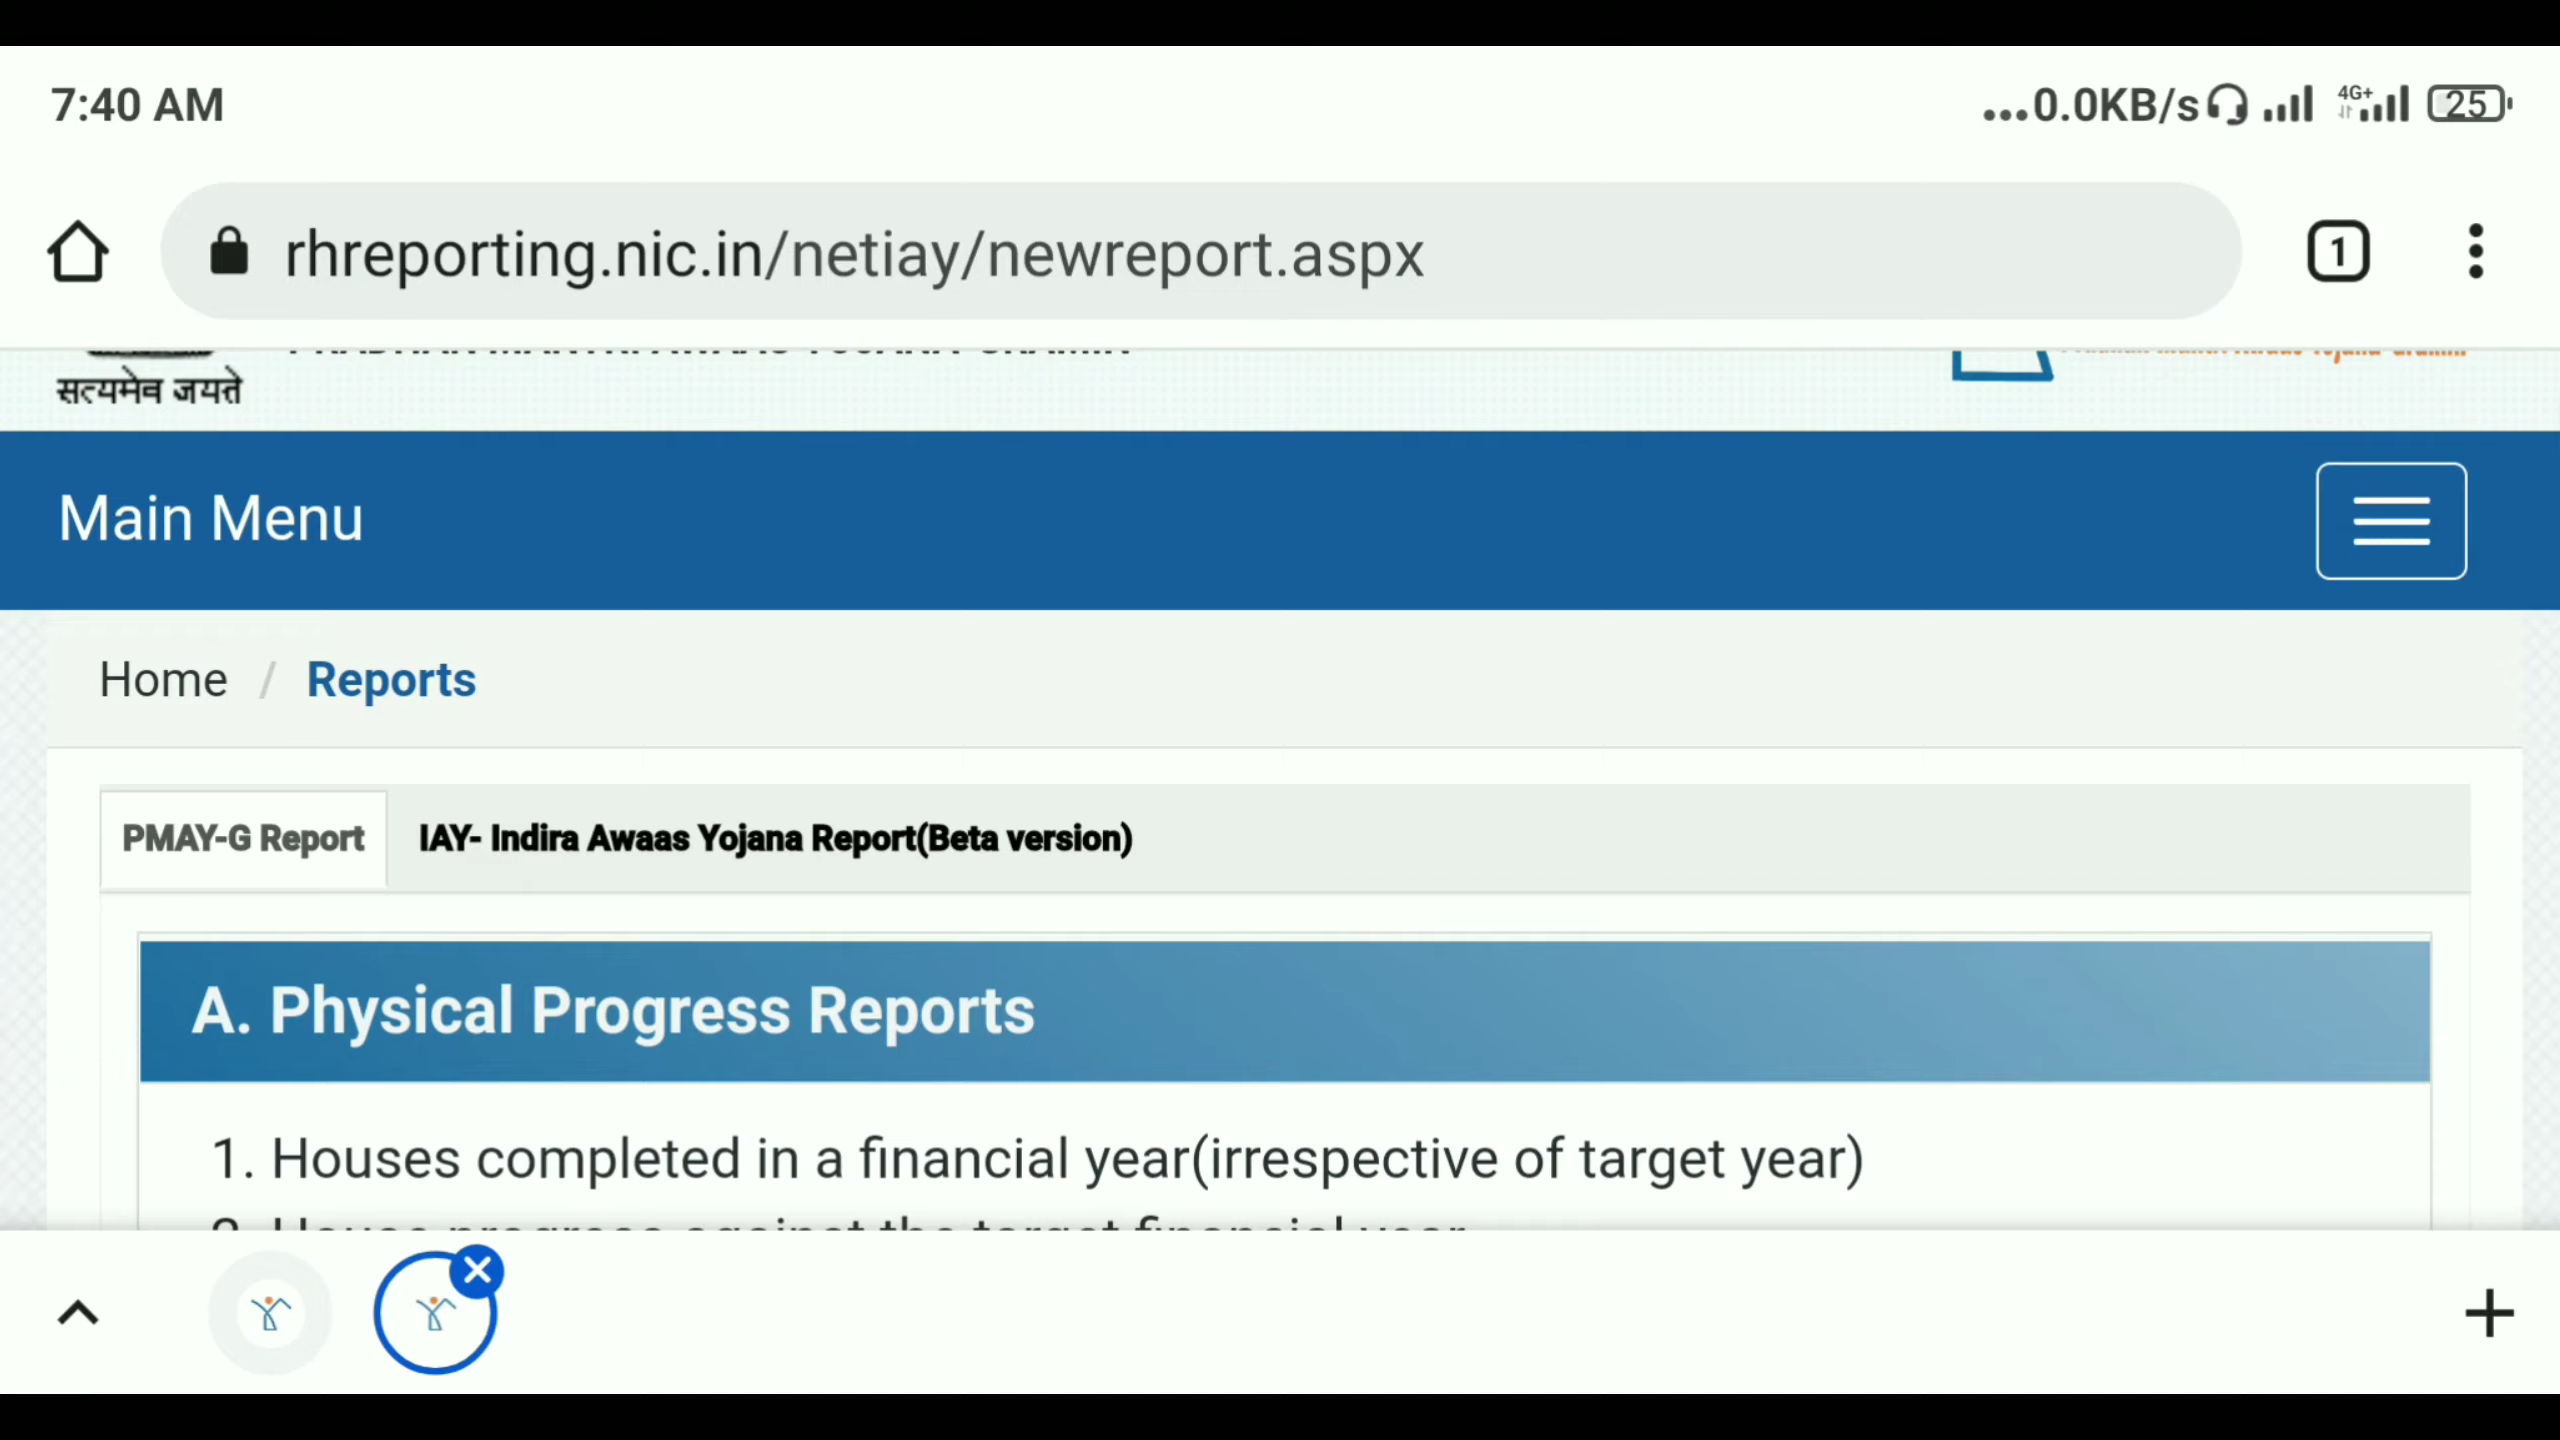 7:40 AM
...0.0KB/s 4G+ 25
rhreporting.nic.in/netiay/newreport.aspx
1
सत्यमेव जयते
Main Menu
Home / Reports
PMAY-G Report IAY- Indira Awaas Yojana Report(Beta version)
A. Physical Progress Reports
1. Houses completed in a financial year(irrespective of target year)